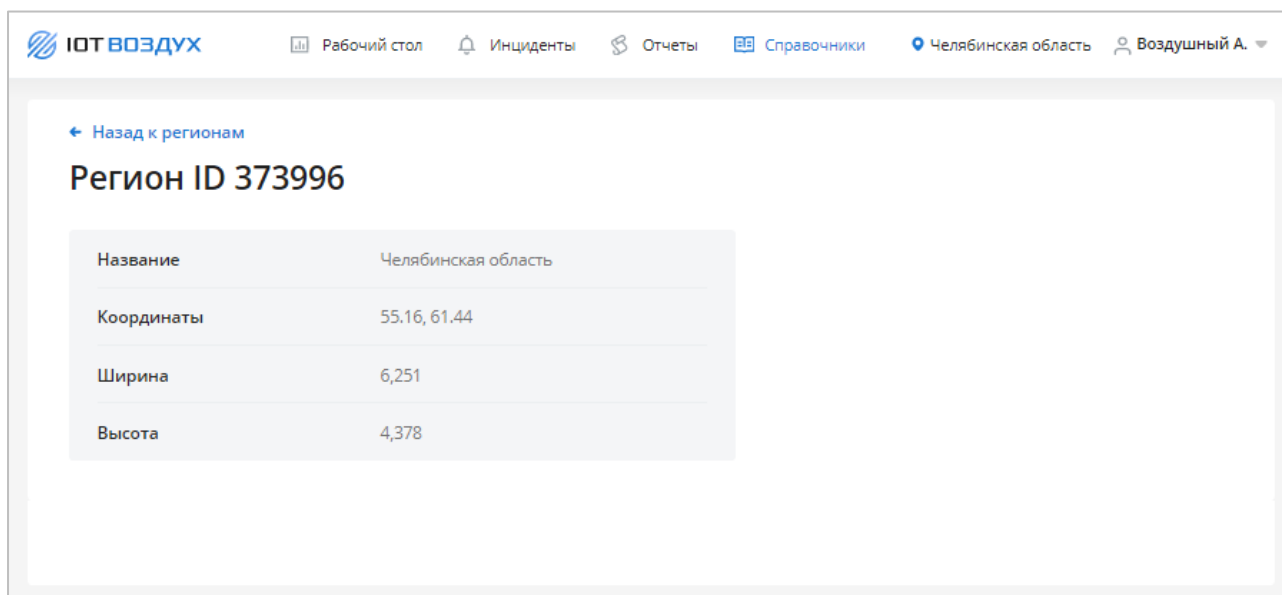 IOT ВОЗДУХ Рабочий стол Инциденты Отчеты Справочники Челябинская область Воздушный А.
Назад к регионам
Регион ID 373996
Название Челябинская область
Координаты 55.16, 61.44
Ширина 6,251
Высота 4,378